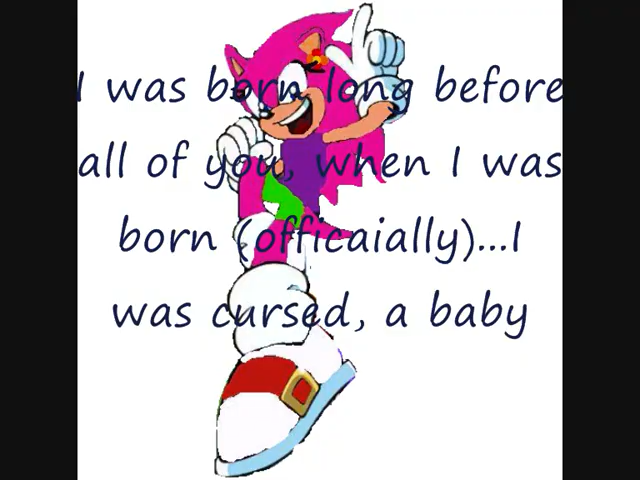 I was born long before
all of you, when I was
born (officaially)...I
was cursed, a baby